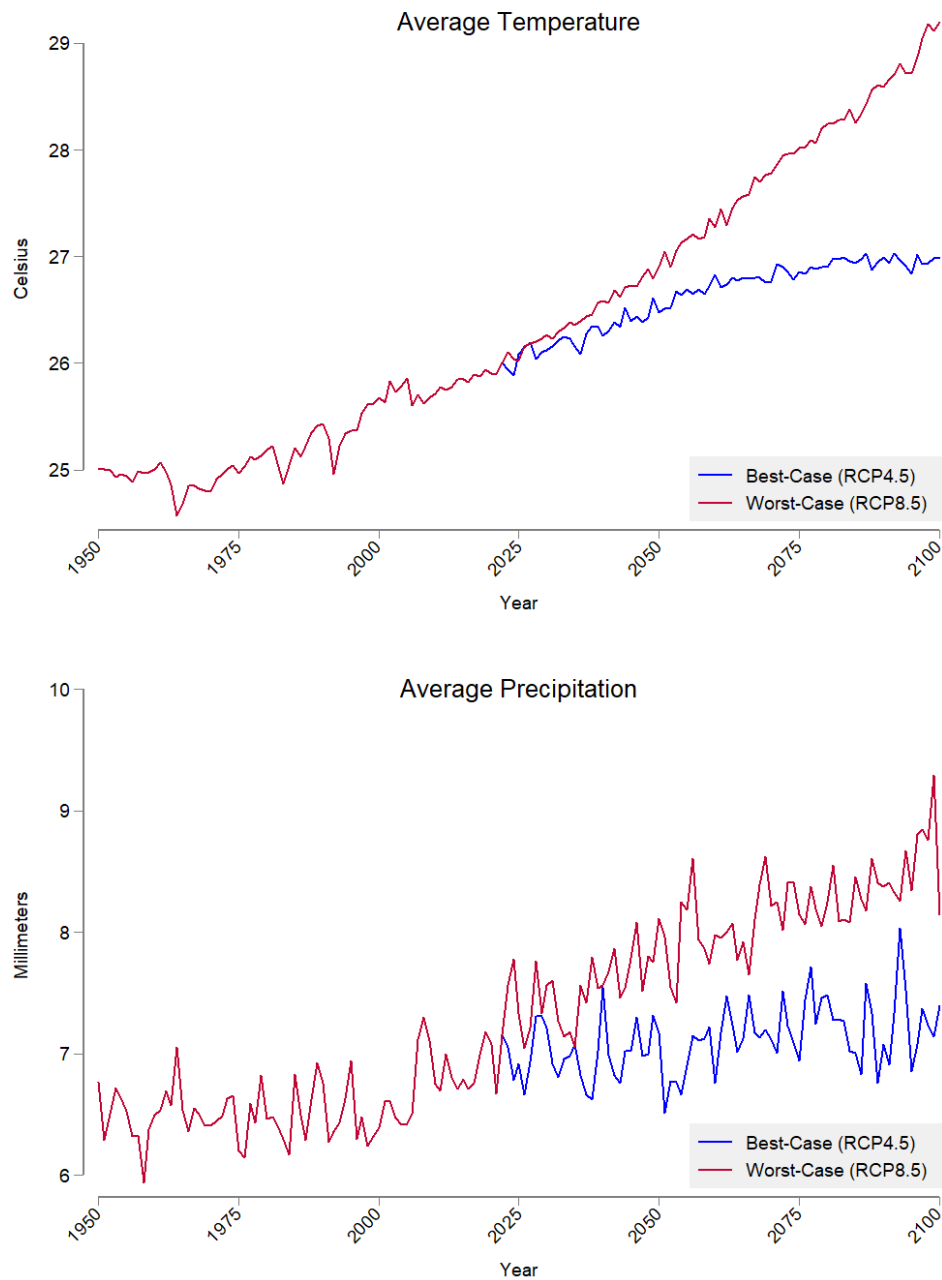 Average Temperature
29
28
27
26
25
Celsius
Best-Case (RCP4.5)
Worst-Case (RCP8.5)
1950
1975
2000
2025
2050
2075
2100
Year
Average Precipitation
10
9
8
7
6
Millimeters
Best-Case (RCP4.5)
Worst-Case (RCP8.5)
1950
1975
2000
2025
2050
2075
2100
Year